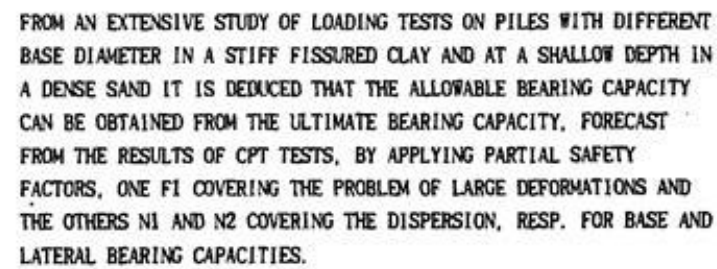 FROM AN EXTENSIVE STUDY OF LOADING TESTS ON PILES WITH DIFFERENT
BASE DIAMETER IN A STIFF FISSURED CLAY AND AT A SHALLOW DEPTH IN
A DENSE SAND IT IS DEDUCED THAT THE ALLOWABLE BEARING CAPACITY
CAN BE OBTAINED FROM THE ULTIMATE BEARING CAPACITY, FORECAST
FROM THE RESULTS OF CPT TESTS, BY APPLYING PARTIAL SAFETY
FACTORS, ONE FI COVERING THE PROBLEM OF LARGE DEFORMATIONS AND
THE OTHERS N1 AND N2 COVERING THE DISPERSION, RESP. FOR BASE AND
LATERAL BEARING CAPACITIES.